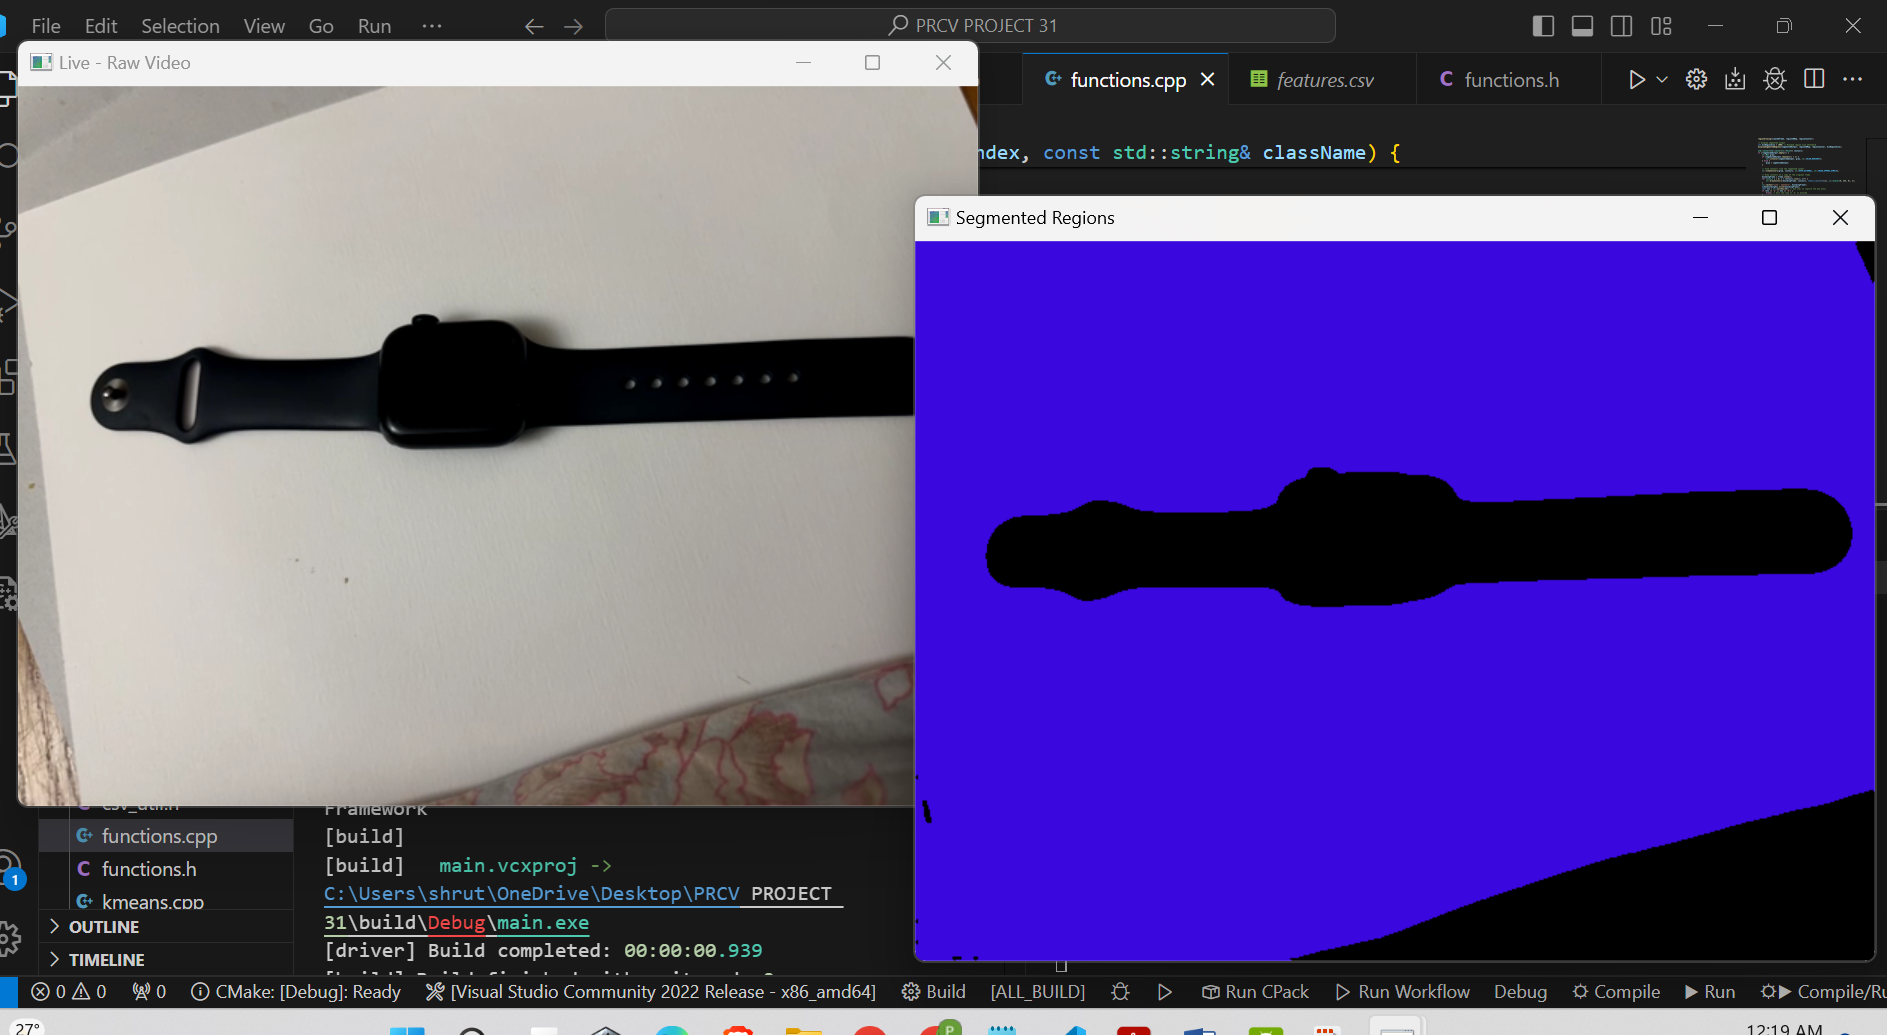 File Edit Selection View Go Run ···
PRCV PROJECT 31
Live - Raw Video
functions.cpp
features.csv
C functions.h
ndex, const std::string& className) {
Segmented Regions
csv_util.h
functions.cpp
C functions.h
kmeans.cpp
OUTLINE
TIMELINE
Framework
[build]
[build] main.vcxproj ->
C:\Users\shrut\OneDrive\Desktop\PRCV PROJECT
31\build\Debug\main.exe
[driver] Build completed: 00:00:00.939
1
0 0 0 CMake: [Debug]: Ready [Visual Studio Community 2022 Release - x86_amd64] Build [ALL_BUILD] Run CPack Run Workflow Debug Compile Run Compile/Ru
27°
P
12:19 AM